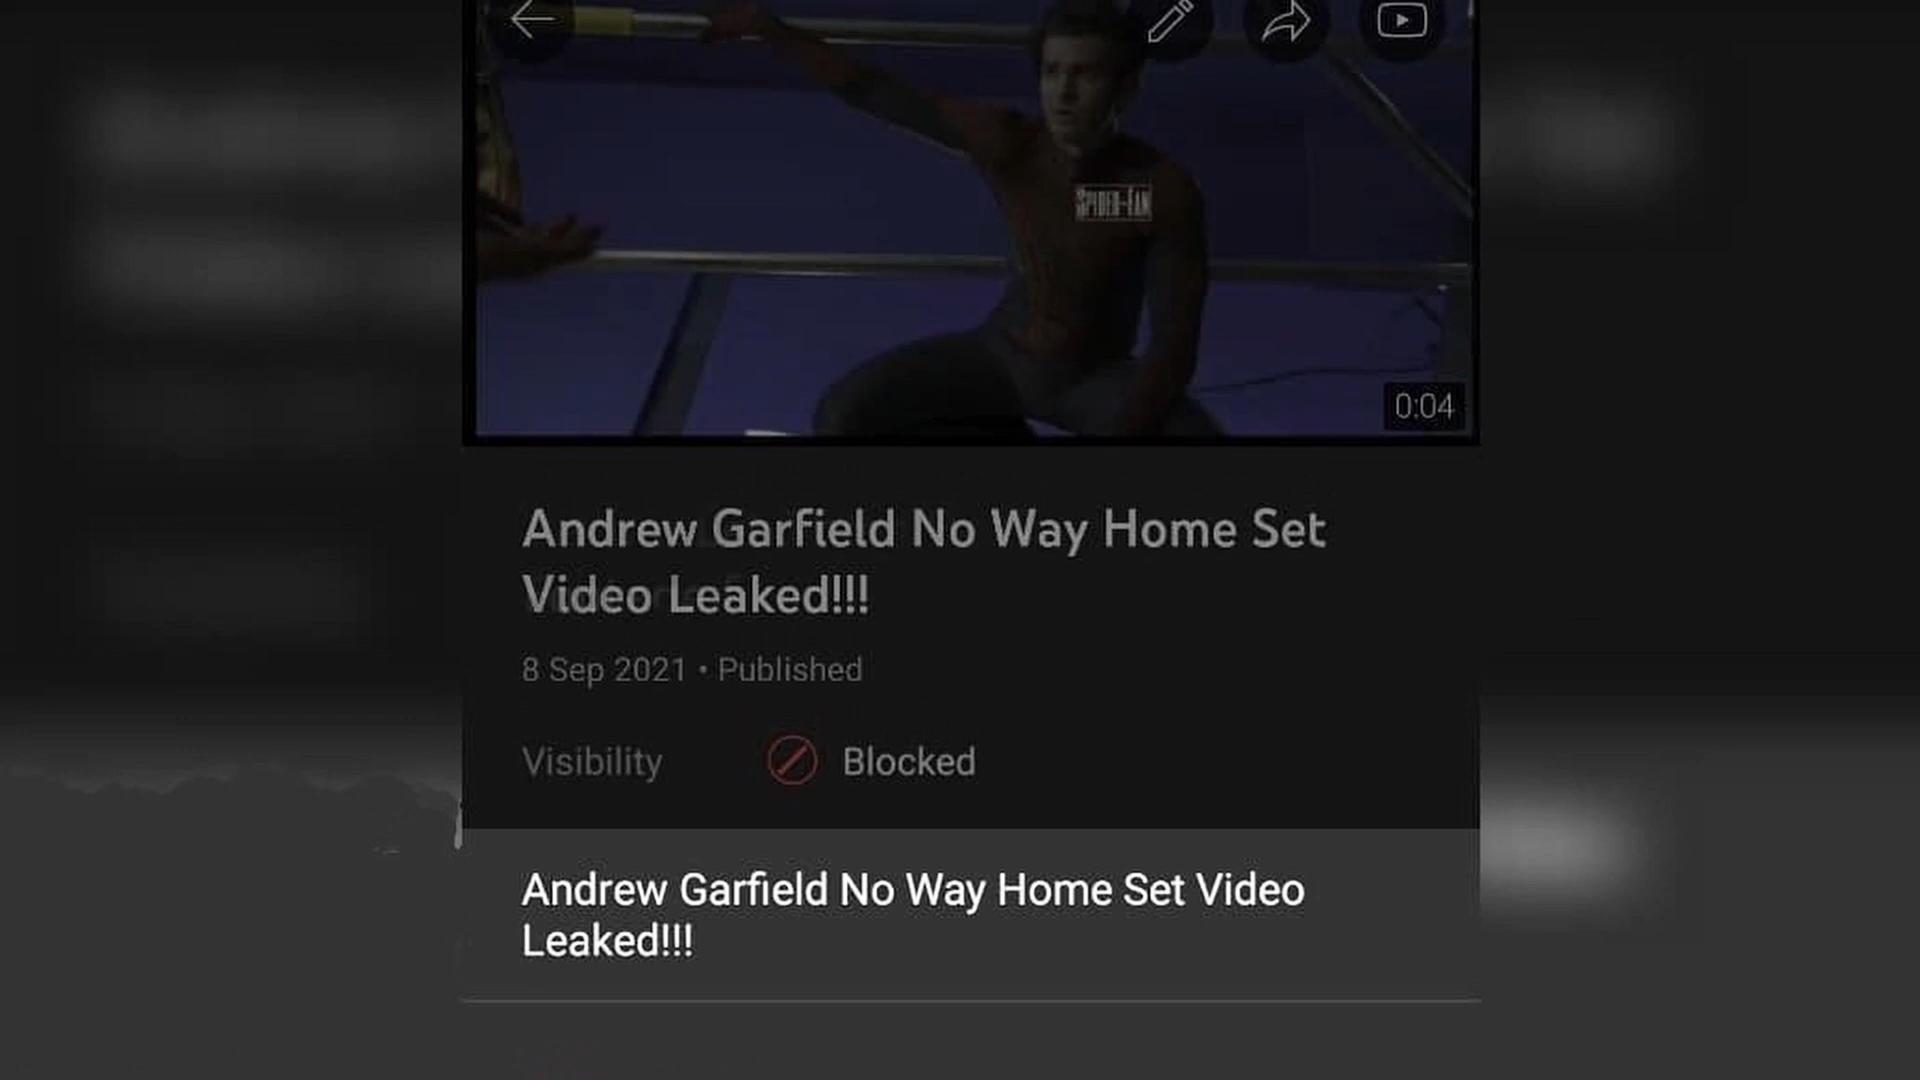 SPIDER-FAN
0:04
Andrew Garfield No Way Home Set
Video Leaked!!!
8 Sep 2021 • Published
Visibility Blocked
Andrew Garfield No Way Home Set Video
Leaked!!!